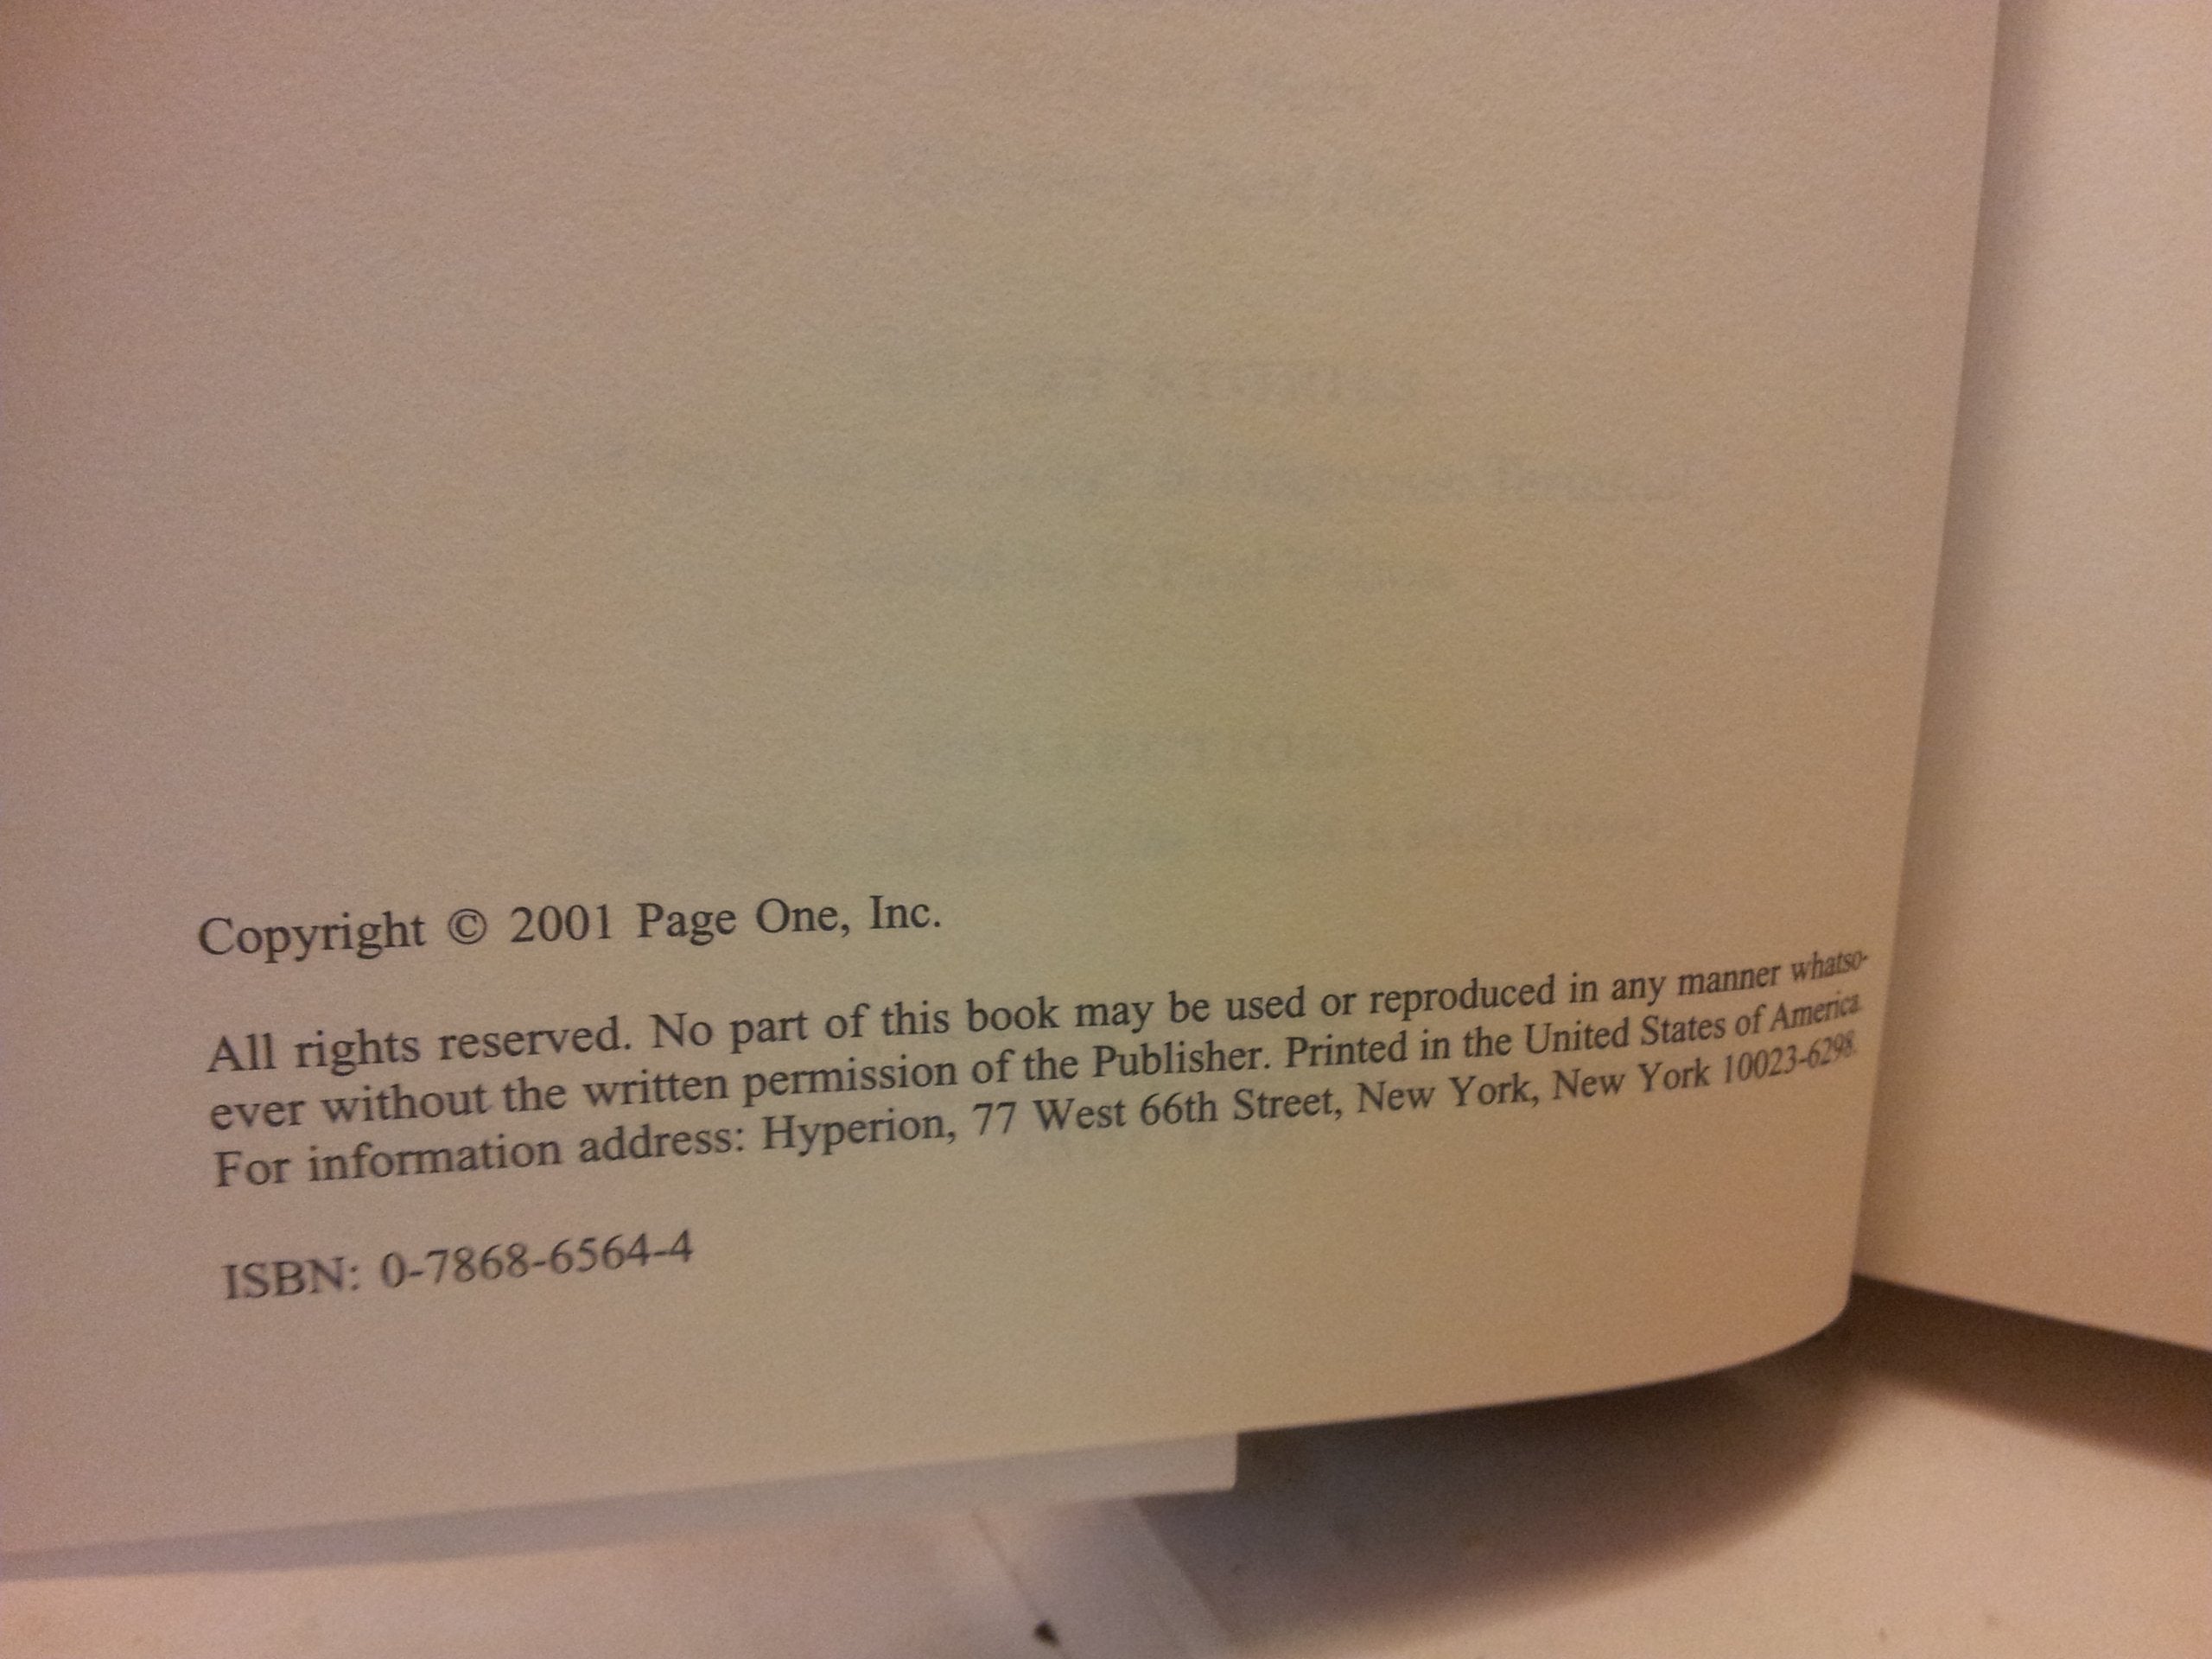 Copyright © 2001 Page One, Inc.
All rights reserved. No part of this book may be used or reproduced in any manner whatso-
ever without the written permission of the Publisher. Printed in the United States of America.
For information address: Hyperion, 77 West 66th Street, New York, New York 10023-6298.
ISBN: 0-7868-6564-4